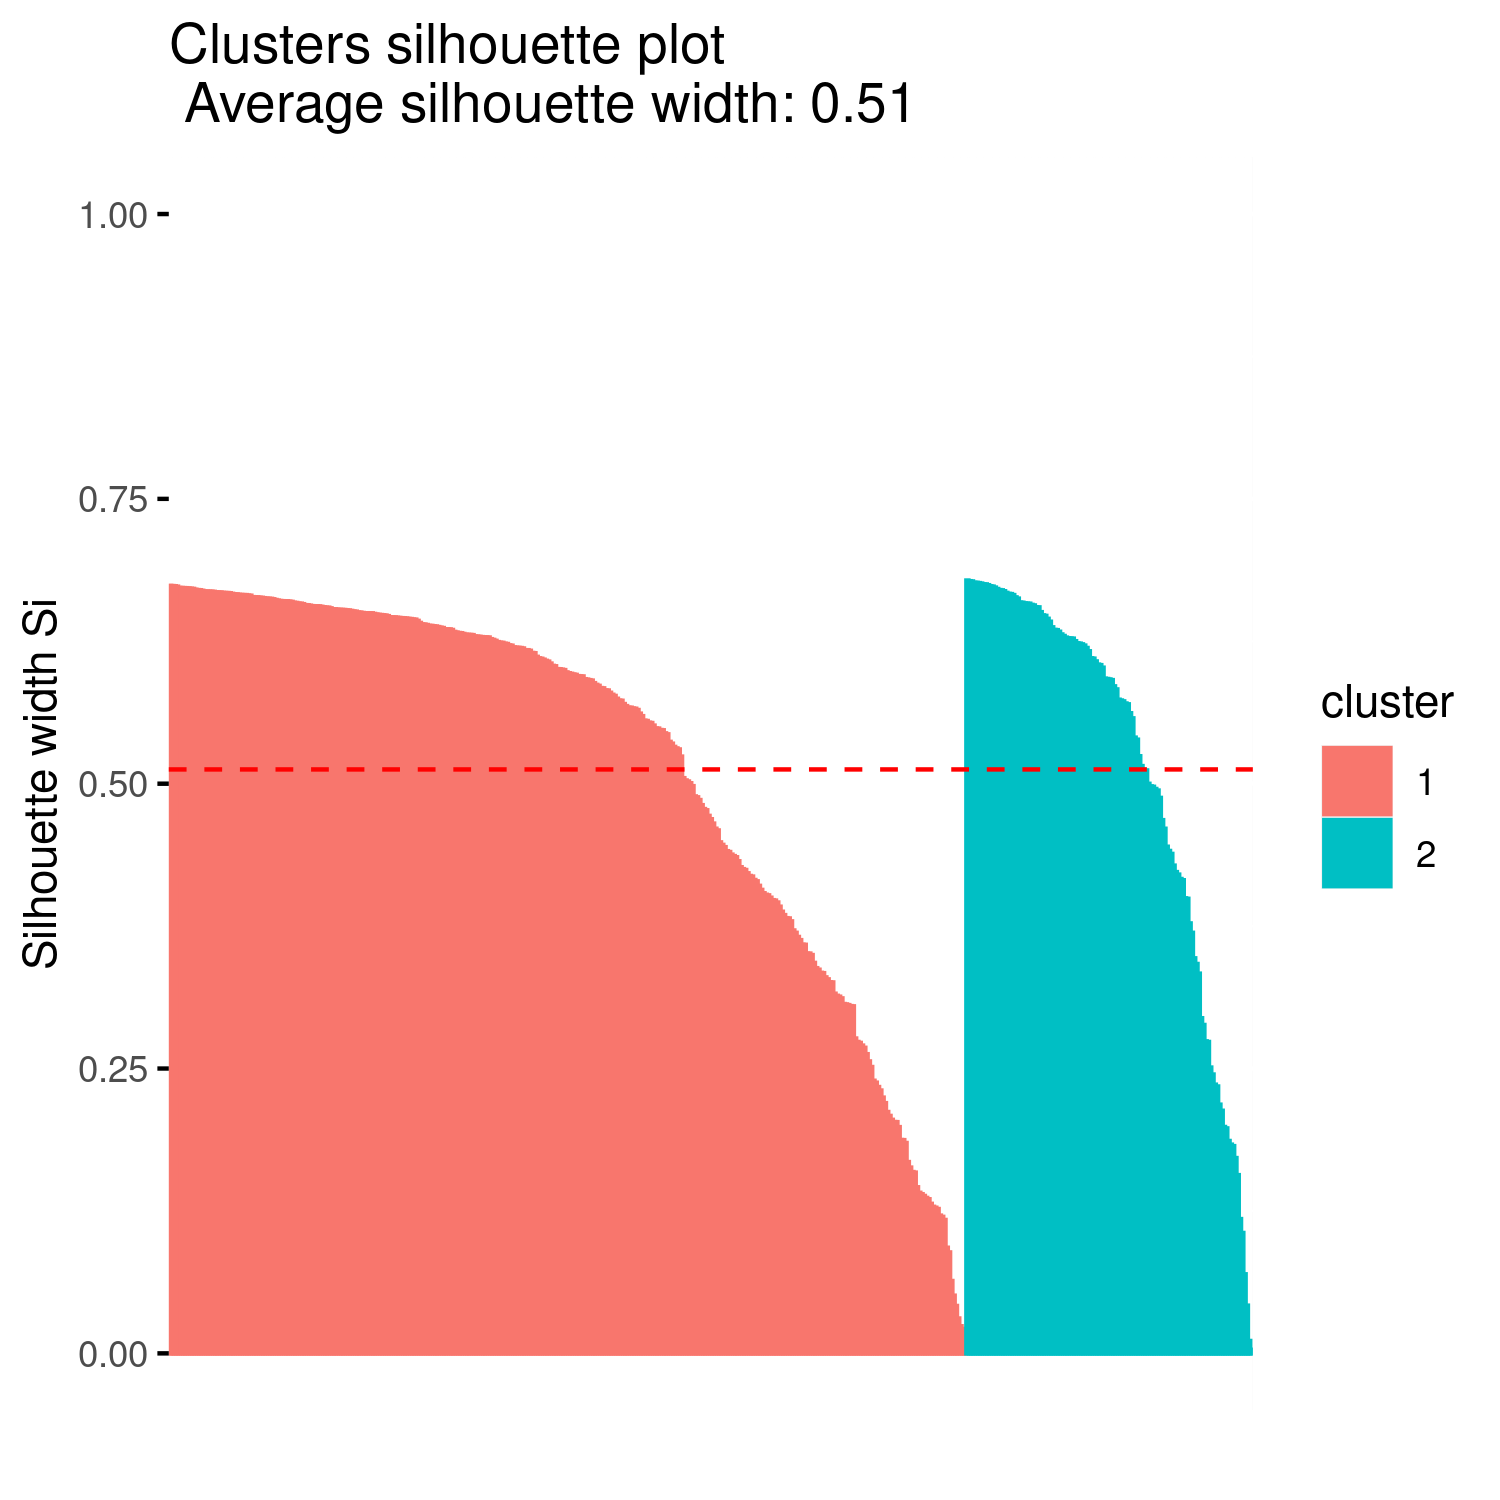 Clusters silhouette plot
Average silhouette width: 0.51
1.00
0.75
0.50
0.25
0.00
Silhouette width Si
cluster
1
2